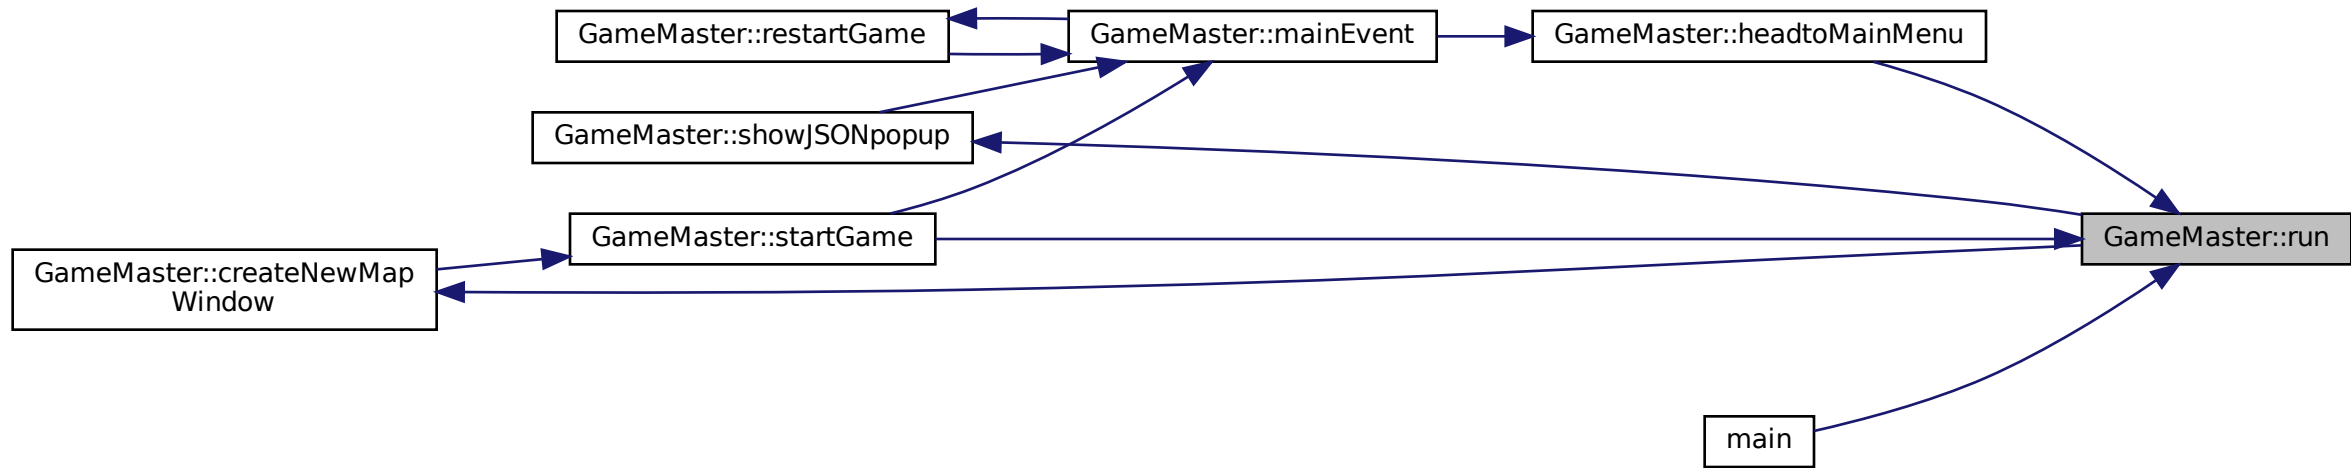 GameMaster::restartGame
GameMaster::mainEvent
GameMaster::headtoMainMenu
GameMaster::showJSONpopup
GameMaster::startGame
GameMaster::run
GameMaster::createNewMap
Window
main